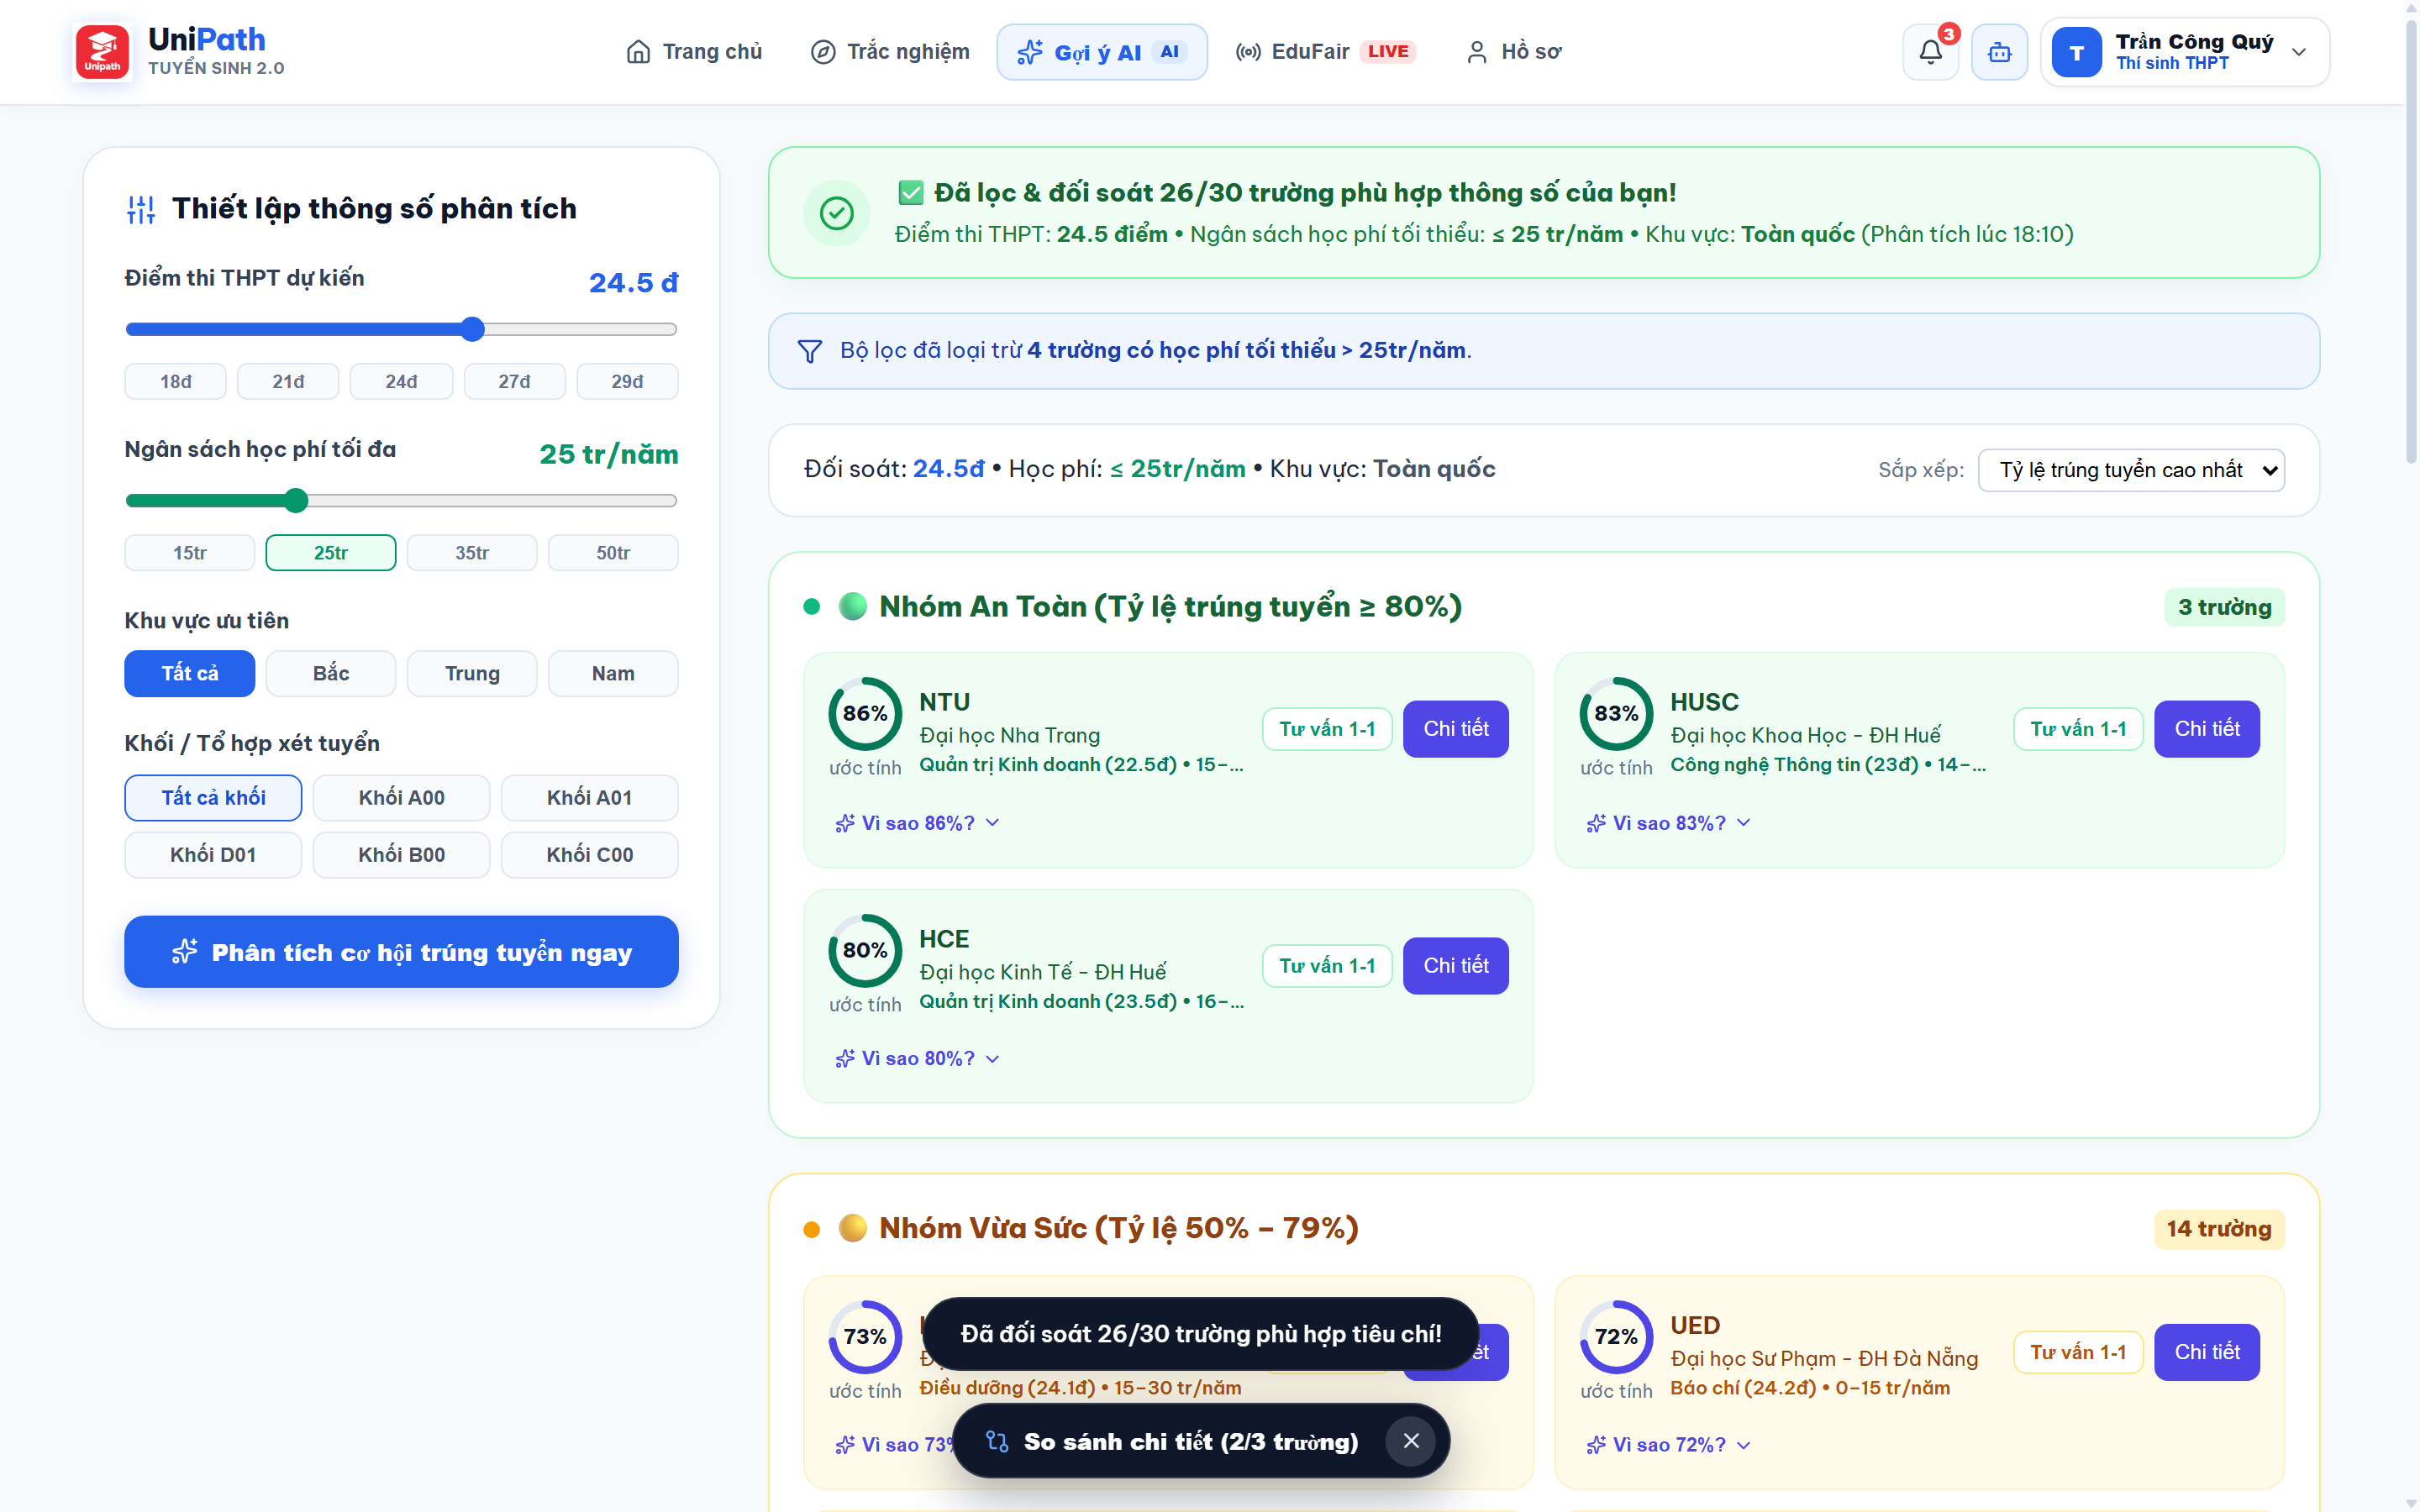 Unipath
UniPath
TUYỂN SINH 2.0
Trang chủ
Trắc nghiệm
Gợi ý AI AI
EduFair LIVE
Hồ sơ
3
T
Trần Công Quý
Thí sinh THPT
Thiết lập thông số phân tích
Điểm thi THPT dự kiến
24.5 đ
18đ 21đ 24đ 27đ 29đ
Ngân sách học phí tối đa
25 tr/năm
15tr 25tr 35tr 50tr
Khu vực ưu tiên
Tất cả Bắc Trung Nam
Khối / Tổ hợp xét tuyển
Tất cả khối Khối A00 Khối A01
Khối D01 Khối B00 Khối C00
Phân tích cơ hội trúng tuyển ngay
✅ Đã lọc & đối soát 26/30 trường phù hợp thông số của bạn!
Điểm thi THPT: 24.5 điểm • Ngân sách học phí tối thiểu: ≤ 25 tr/năm • Khu vực: Toàn quốc (Phân tích lúc 18:10)
Bộ lọc đã loại trừ 4 trường có học phí tối thiểu > 25tr/năm.
Đối soát: 24.5đ • Học phí: ≤ 25tr/năm • Khu vực: Toàn quốc
Sắp xếp: Tỷ lệ trúng tuyển cao nhất
Nhóm An Toàn (Tỷ lệ trúng tuyển ≥ 80%)
3 trường
86%
ước tính
NTU
Đại học Nha Trang
Quản trị Kinh doanh (22.5đ) • 15–...
Tư vấn 1-1
Chi tiết
Vì sao 86%?
83%
ước tính
HUSC
Đại học Khoa Học - ĐH Huế
Công nghệ Thông tin (23đ) • 14–...
Tư vấn 1-1
Chi tiết
Vì sao 83%?
80%
ước tính
HCE
Đại học Kinh Tế - ĐH Huế
Quản trị Kinh doanh (23.5đ) • 16–...
Tư vấn 1-1
Chi tiết
Vì sao 80%?
Nhóm Vừa Sức (Tỷ lệ 50% – 79%)
14 trường
73%
ước tính
Điều dưỡng (24.1đ) • 15–30 tr/năm
Vì sao 73%
72%
ước tính
UED
Đại học Sư Phạm - ĐH Đà Nẵng
Báo chí (24.2đ) • 0–15 tr/năm
Tư vấn 1-1
Chi tiết
Vì sao 72%?
Đã đối soát 26/30 trường phù hợp tiêu chí!
So sánh chi tiết (2/3 trường)